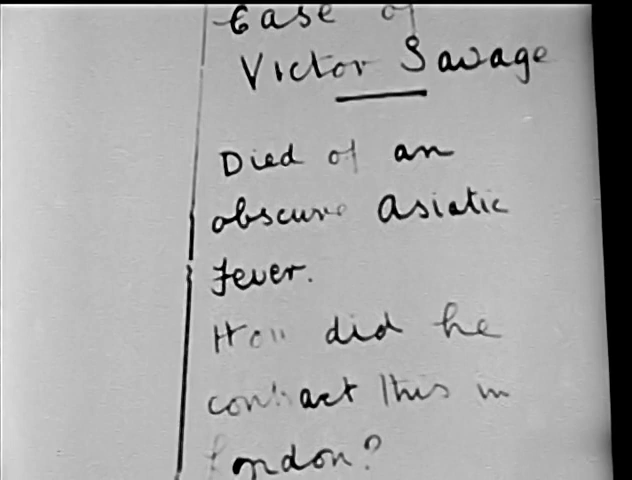 Case of
Victor Savage
Died of an
obscure Asiatic
Fever.
How did he
contract this in
London?